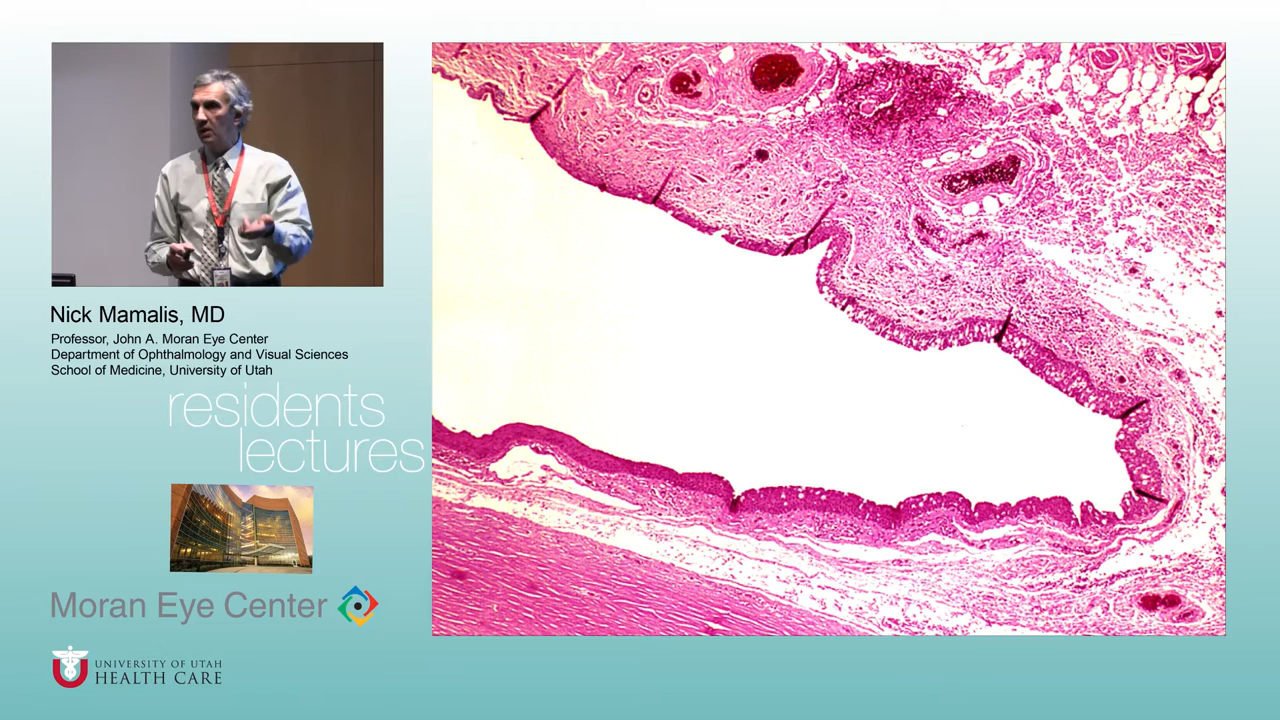 Nick Mamalis, MD
Professor, John A. Moran Eye Center
Department of Ophthalmology and Visual Sciences
School of Medicine, University of Utah
residents
lectures
Moran Eye Center
UNIVERSITY OF UTAH
HEALTH CARE